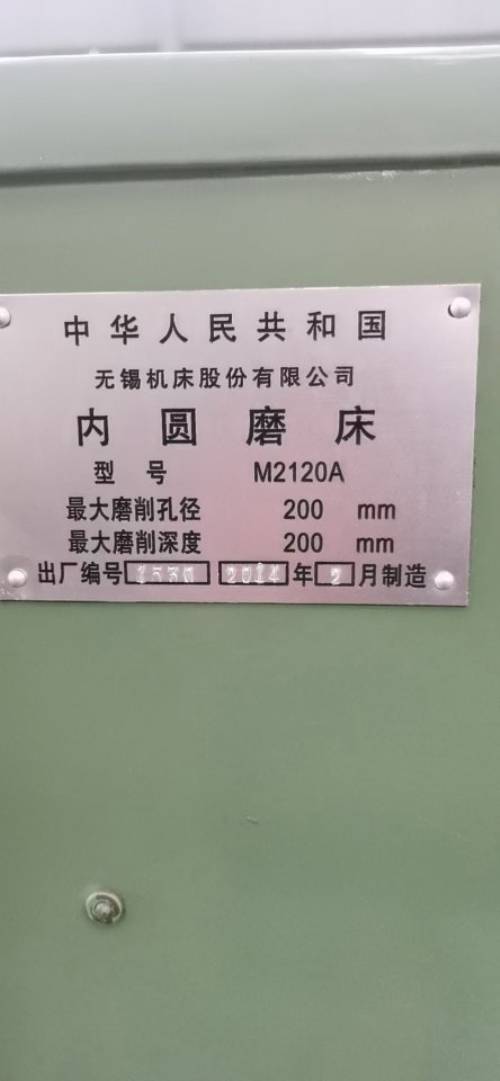 中华人民共和国
无锡机床股份有限公司
内圆磨床
型号 M2120A
最大磨削孔径 200 mm
最大磨削深度 200 mm
出厂编号 2014 年 2 月制造